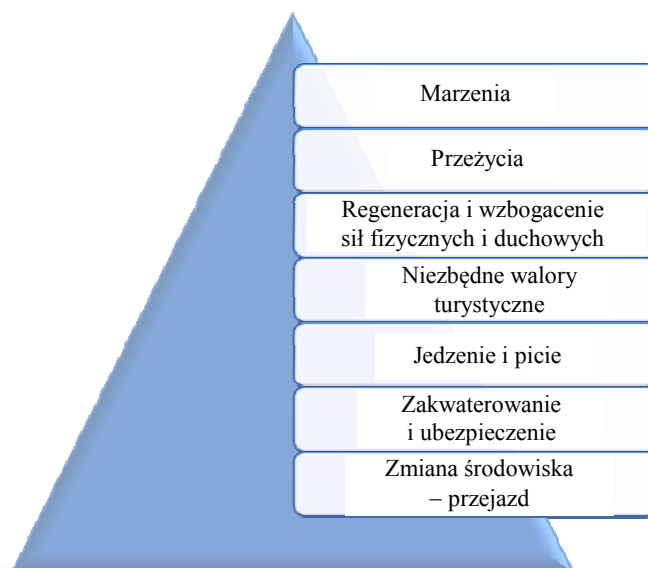 Marzenia
Przeżycia
Regeneracja i wzbogacenie
sił fizycznych i duchowych
Niezbędne walory
turystyczne
Jedzenie i picie
Zakwaterowanie
i ubezpieczenie
Zmiana środowiska
– przejazd